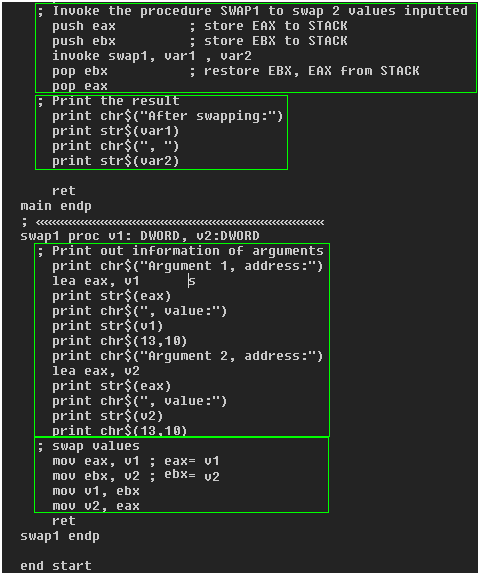 ; Invoke the procedure SWAP1 to swap 2 values inputted
push eax ; store EAX to STACK
push ebx ; store EBX to STACK
invoke swap1, var1 , var2
pop ebx ; restore EBX, EAX from STACK
pop eax
; Print the result
print chr$("After swapping:")
print str$(var1)
print chr$(", ")
print str$(var2)
ret
main endp
; «««««««««««««««««««««««««««««««««««««««««««««««««««««««««
swap1 proc v1: DWORD, v2:DWORD
; Print out information of arguments
print chr$("Argument 1, address:")
lea eax, v1 s
print str$(eax)
print chr$(", value:")
print str$(v1)
print chr$(13,10)
print chr$("Argument 2, address:")
lea eax, v2
print str$(eax)
print chr$(", value:")
print str$(v2)
print chr$(13,10)
; swap values
mov eax, v1 ; eax= v1
mov ebx, v2 ; ebx= v2
mov v1, ebx
mov v2, eax
ret
swap1 endp
end start